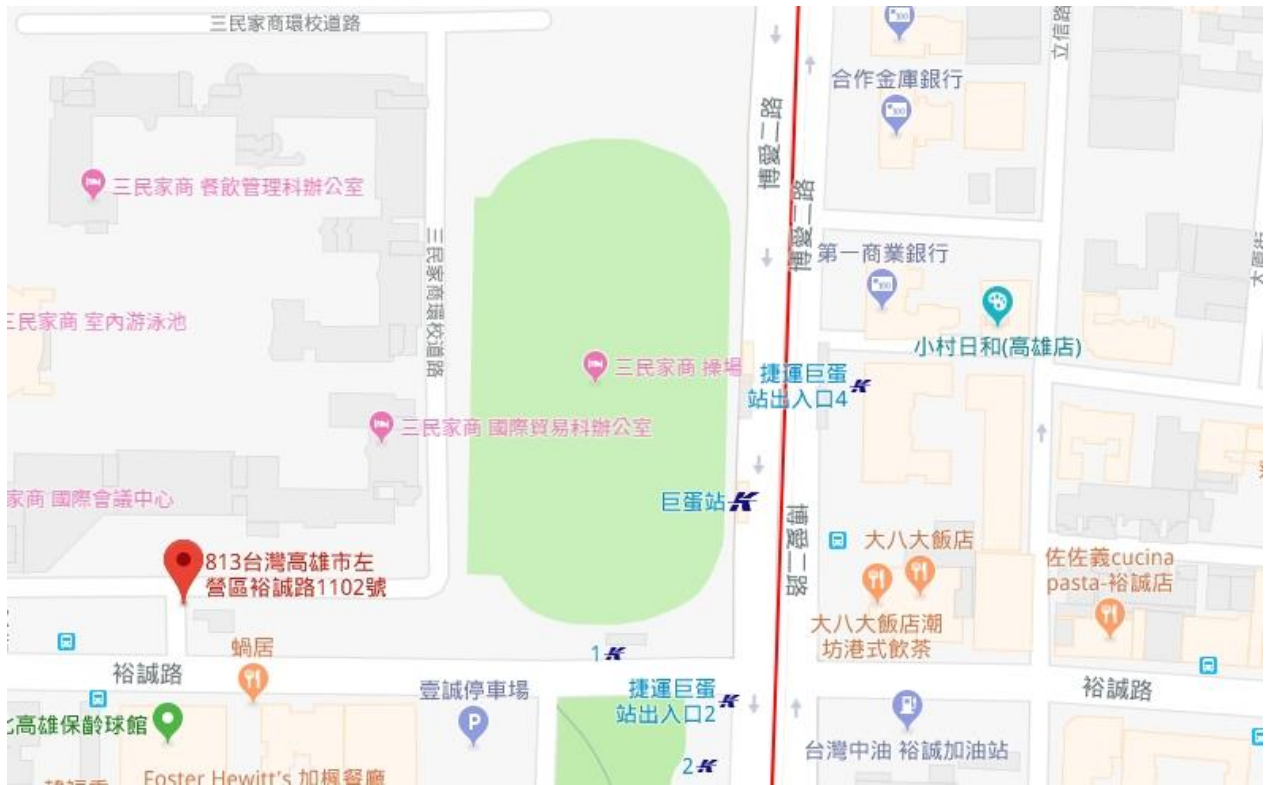 三民家商環校道路
立信路
合作金庫銀行
博愛二路
三民家商 餐飲管理科辦公室
博愛二路
三民家商環校道路
第一商業銀行
三民家商 室內游泳池
小村日和(高雄店)
三民家商 操場
捷運巨蛋
站出入口4
三民家商 國際貿易科辦公室
家商 國際會議中心
巨蛋站
博愛二路
大八大飯店
813台灣高雄市左
營區裕誠路1102號
佐佐義cucina
pasta-裕誠店
大八大飯店潮
坊港式飲茶
蝸居
1
裕誠路
壹誠停車場
捷運巨蛋
站出入口2
裕誠路
北高雄保齡球館
台灣中油 裕誠加油站
2
Foster Hewitt's 加楓餐廳